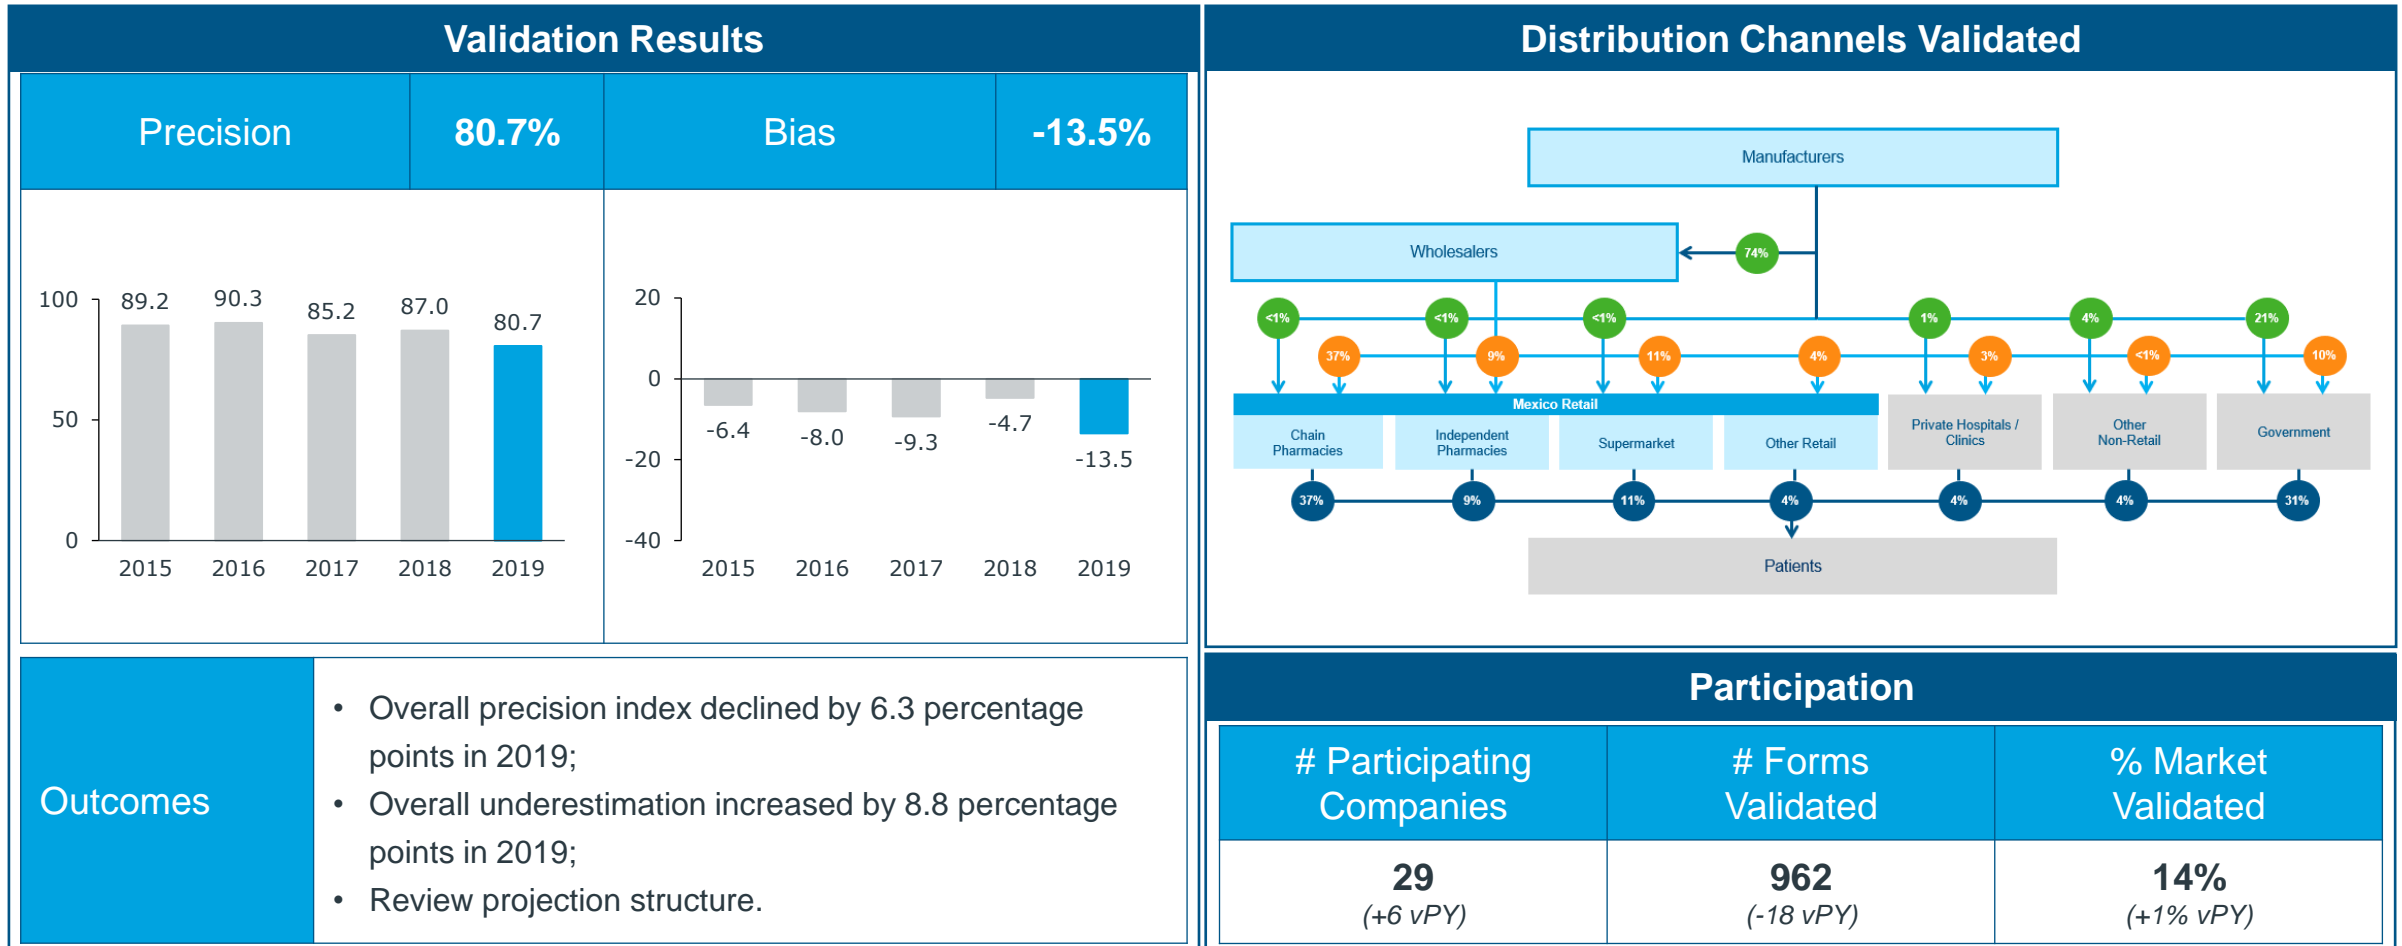 Validation Results
Precision
80.7%
Bias
-13.5%
100
50
0
89.2
90.3
85.2
87.0
80.7
2015
2016
2017
2018
2019
20
0
-20
-40
-6.4
-8.0
-9.3
-4.7
-13.5
2015
2016
2017
2018
2019
Outcomes
• Overall precision index declined by 6.3 percentage
points in 2019;
• Overall underestimation increased by 8.8 percentage
points in 2019;
• Review projection structure.
Distribution Channels Validated
Manufacturers
Wholesalers
74%
<1%
<1%
<1%
1%
4%
21%
37%
9%
11%
4%
3%
<1%
10%
Mexico Retail
Chain
Pharmacies
Independent
Pharmacies
Supermarket
Other Retail
Private Hospitals /
Clinics
Other
Non-Retail
Government
37%
9%
11%
4%
4%
4%
31%
Patients
Participation
# Participating
Companies
# Forms
Validated
% Market
Validated
29
(+6 vPY)
962
(-18 vPY)
14%
(+1% vPY)